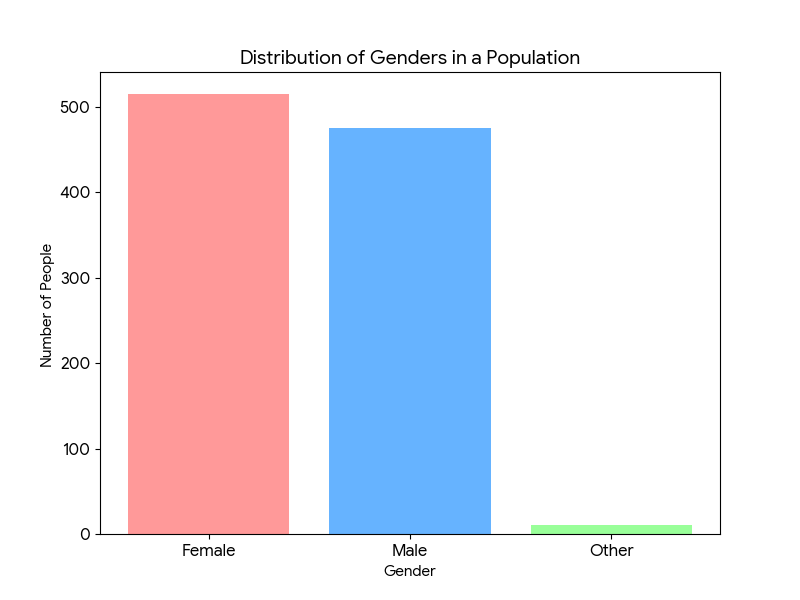 Distribution of Genders in a Population
Number of People
500
400
300
200
100
0
Female
Male
Other
Gender